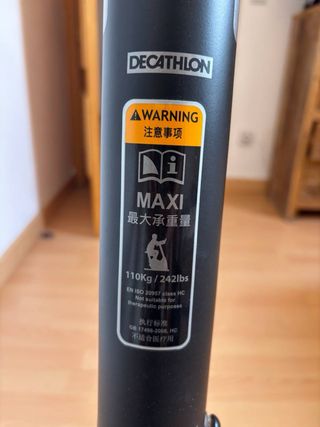 DECATHLON
WARNING
注意事项
MAXI
最大承重量
110Kg / 242lbs
EN ISO 20957 class HC
Not suitable for
therapeutic purposes
执行标准
GB 17498-2008, HC
不适合医疗用